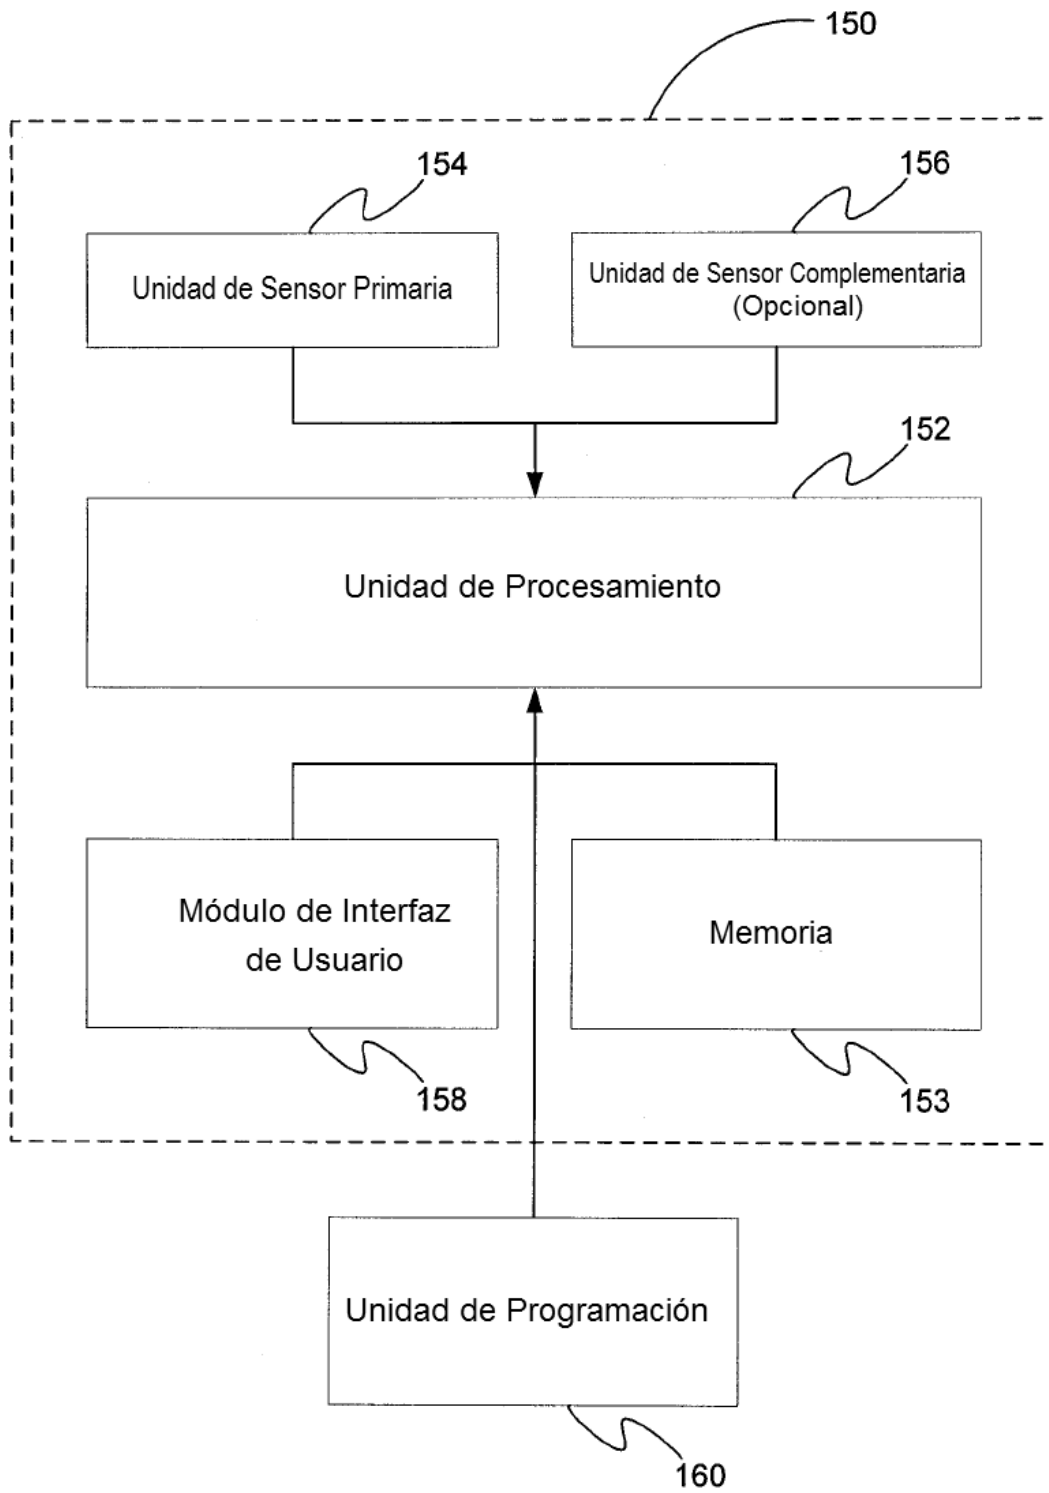 150
154
156
Unidad de Sensor Primaria
Unidad de Sensor Complementaria
(Opcional)
152
Unidad de Procesamiento
Módulo de Interfaz
de Usuario
Memoria
158
153
Unidad de Programación
160